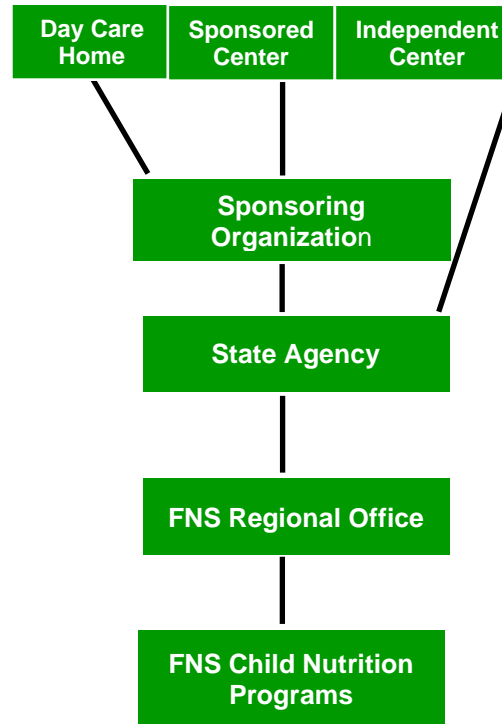 Day Care
Home
Sponsored
Center
Independent
Center
Sponsoring
Organization
State Agency
FNS Regional Office
FNS Child Nutrition
Programs